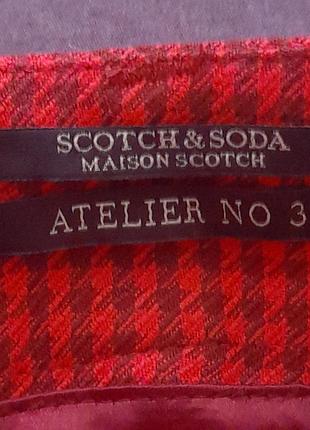 SCOTCH & SODA
MAISON SCOTCH
ATELIER NO 3